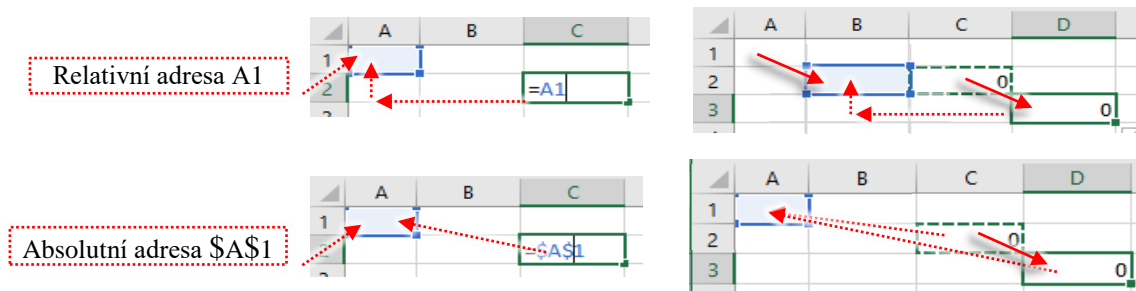 A B C
1
Relativní adresa A1
2 =A1
A B C D
1
2 0
3 0
A B C
1
Absolutní adresa $A$1
=$A$1
A B C D
1
2 0
3 0